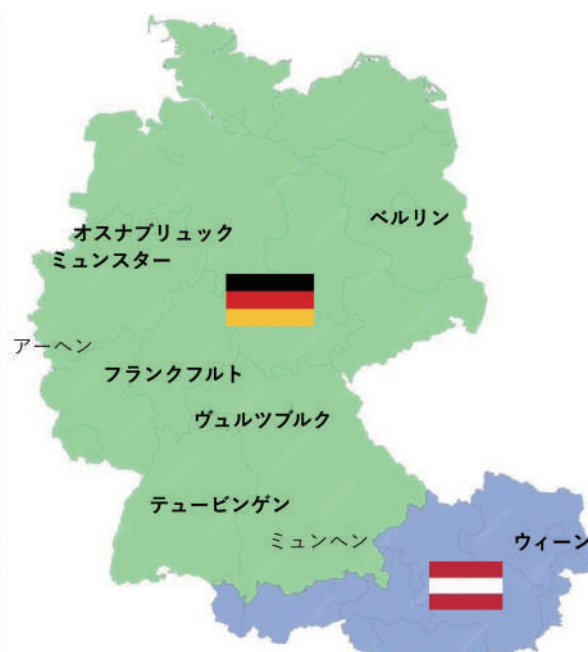 ベルリン
オスナブリュック
ミュンスター
アーヘン
フランクフルト
ヴュルツブルク
テュービンゲン
ミュンヘン
ウィーン